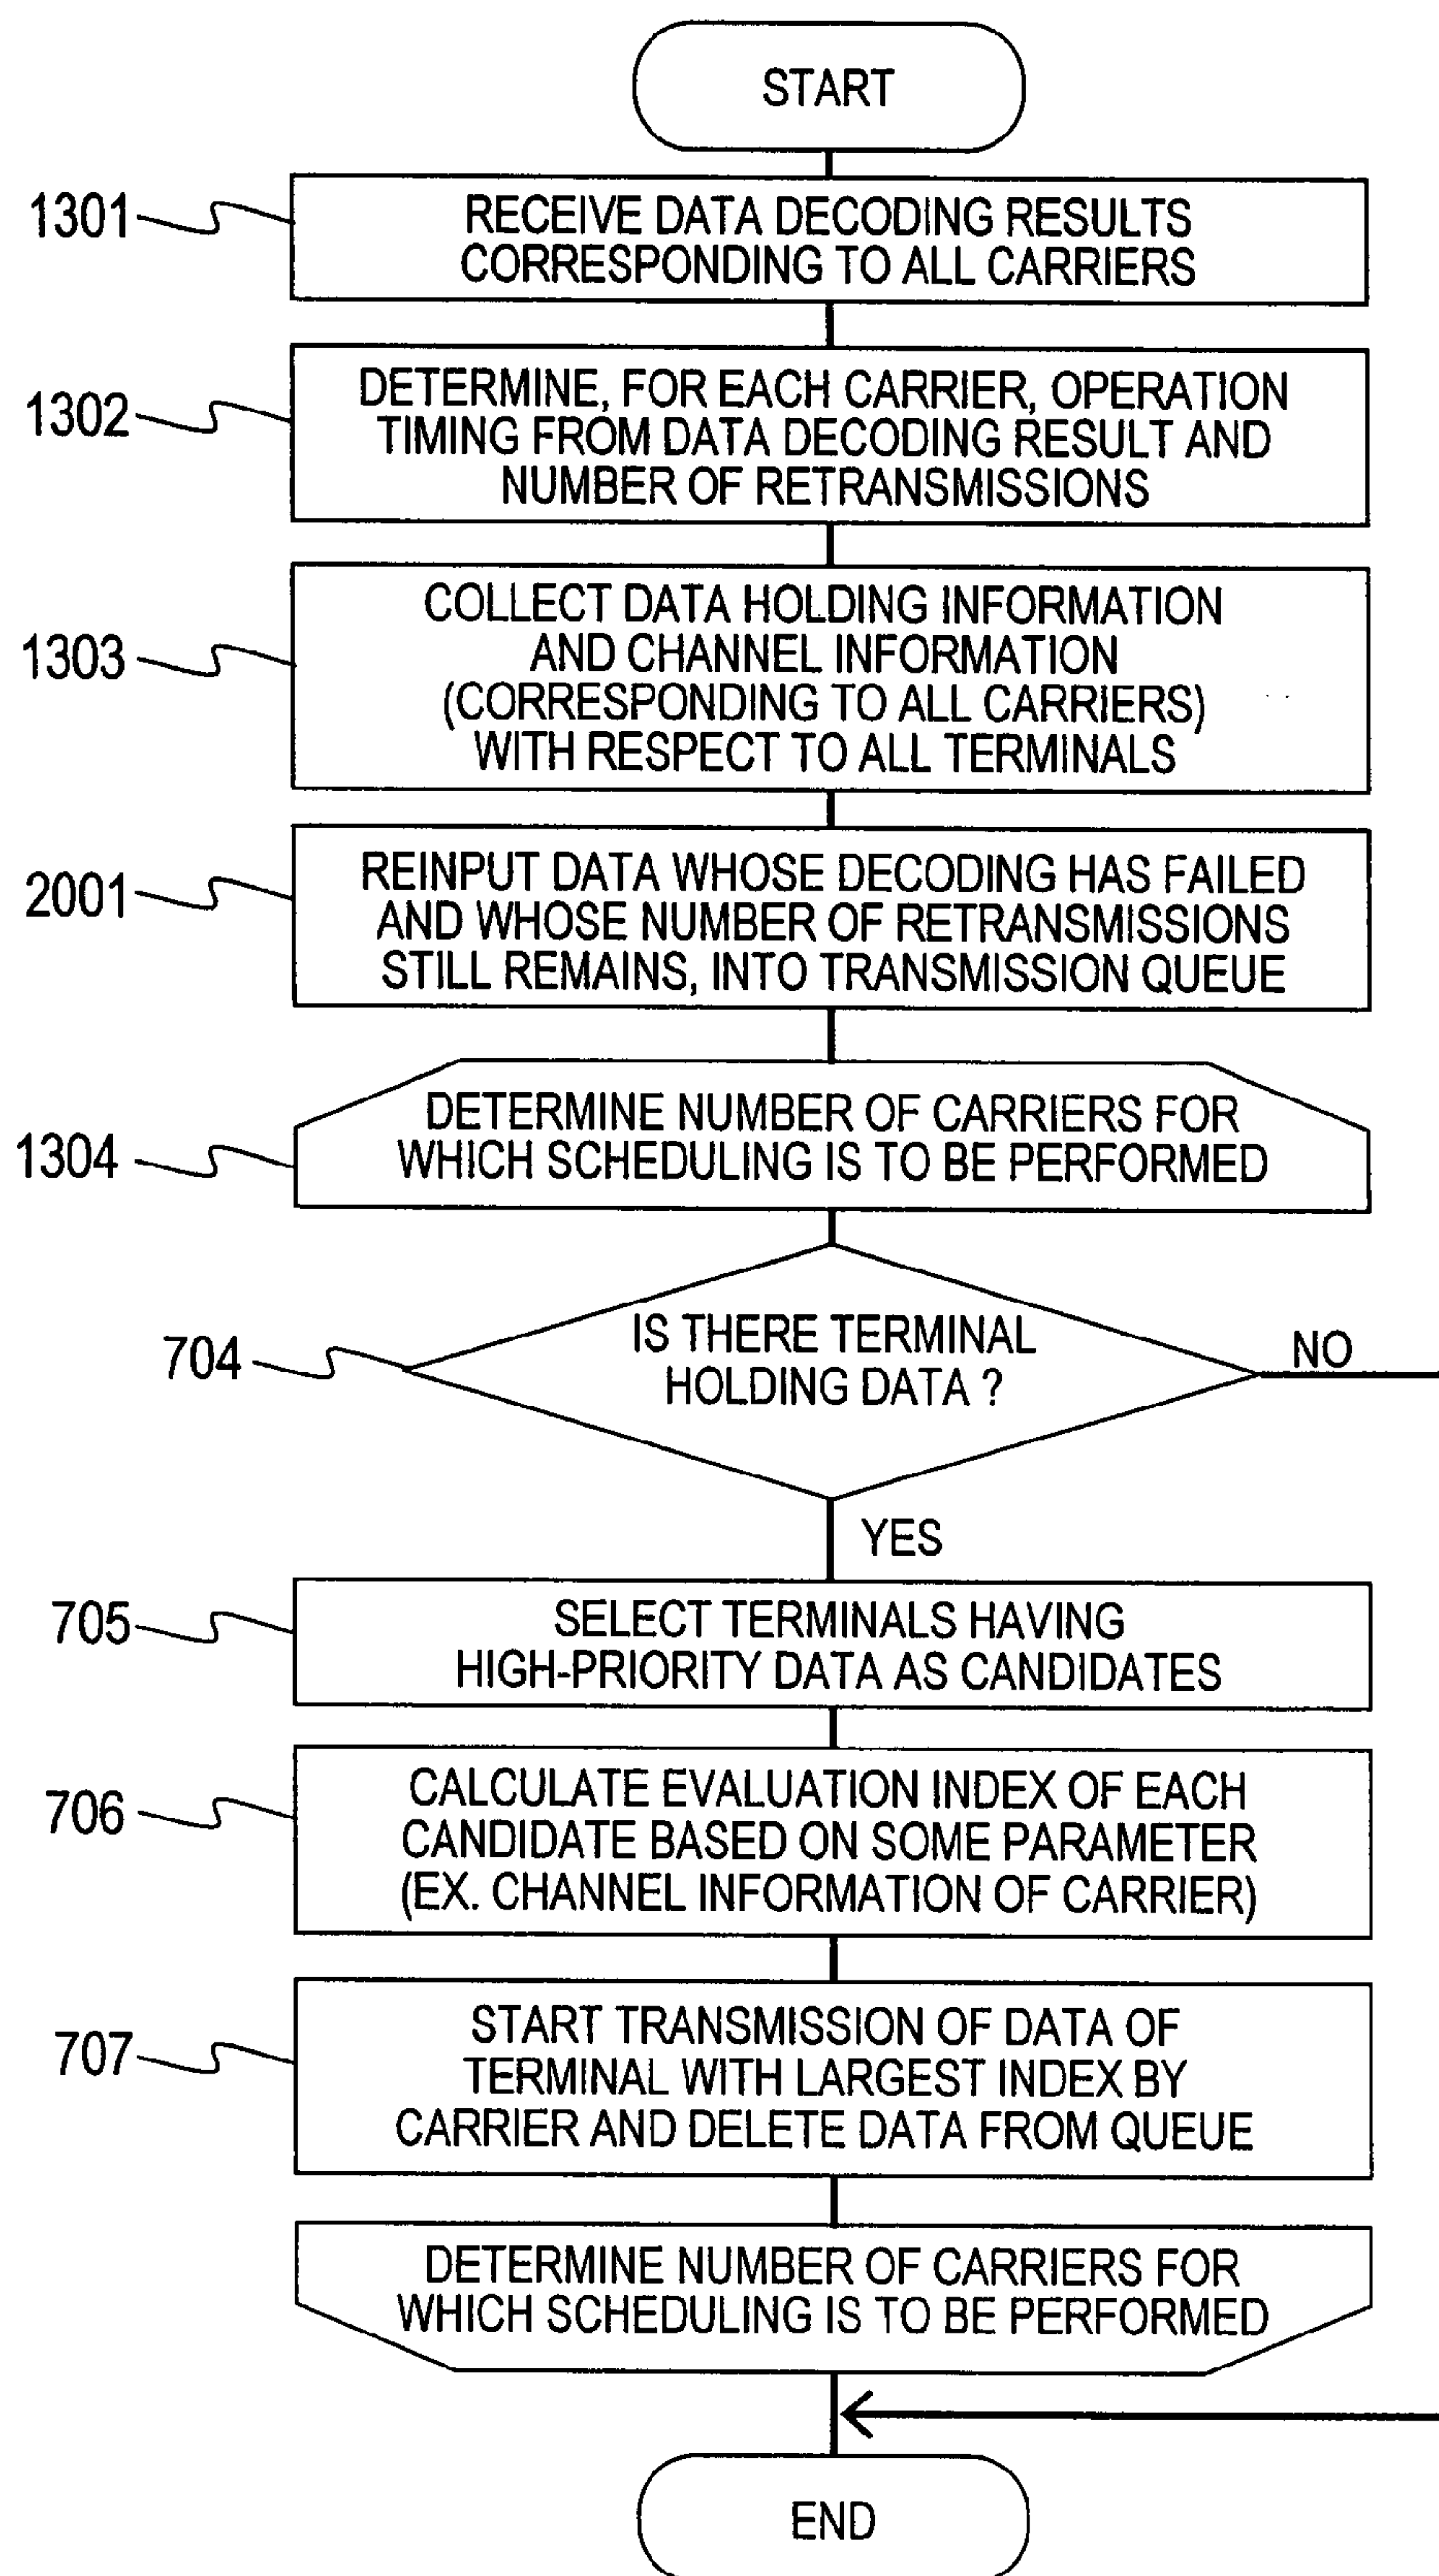 START
1301
RECEIVE DATA DECODING RESULTS
CORRESPONDING TO ALL CARRIERS
1302
DETERMINE, FOR EACH CARRIER, OPERATION
TIMING FROM DATA DECODING RESULT AND
NUMBER OF RETRANSMISSIONS
1303
COLLECT DATA HOLDING INFORMATION
AND CHANNEL INFORMATION
(CORRESPONDING TO ALL CARRIERS)
WITH RESPECT TO ALL TERMINALS
2001
REINPUT DATA WHOSE DECODING HAS FAILED
AND WHOSE NUMBER OF RETRANSMISSIONS
STILL REMAINS, INTO TRANSMISSION QUEUE
1304
DETERMINE NUMBER OF CARRIERS FOR
WHICH SCHEDULING IS TO BE PERFORMED
704
IS THERE TERMINAL
HOLDING DATA ?
NO
YES
705
SELECT TERMINALS HAVING
HIGH-PRIORITY DATA AS CANDIDATES
706
CALCULATE EVALUATION INDEX OF EACH
CANDIDATE BASED ON SOME PARAMETER
(EX. CHANNEL INFORMATION OF CARRIER)
707
START TRANSMISSION OF DATA OF
TERMINAL WITH LARGEST INDEX BY
CARRIER AND DELETE DATA FROM QUEUE
DETERMINE NUMBER OF CARRIERS FOR
WHICH SCHEDULING IS TO BE PERFORMED
END